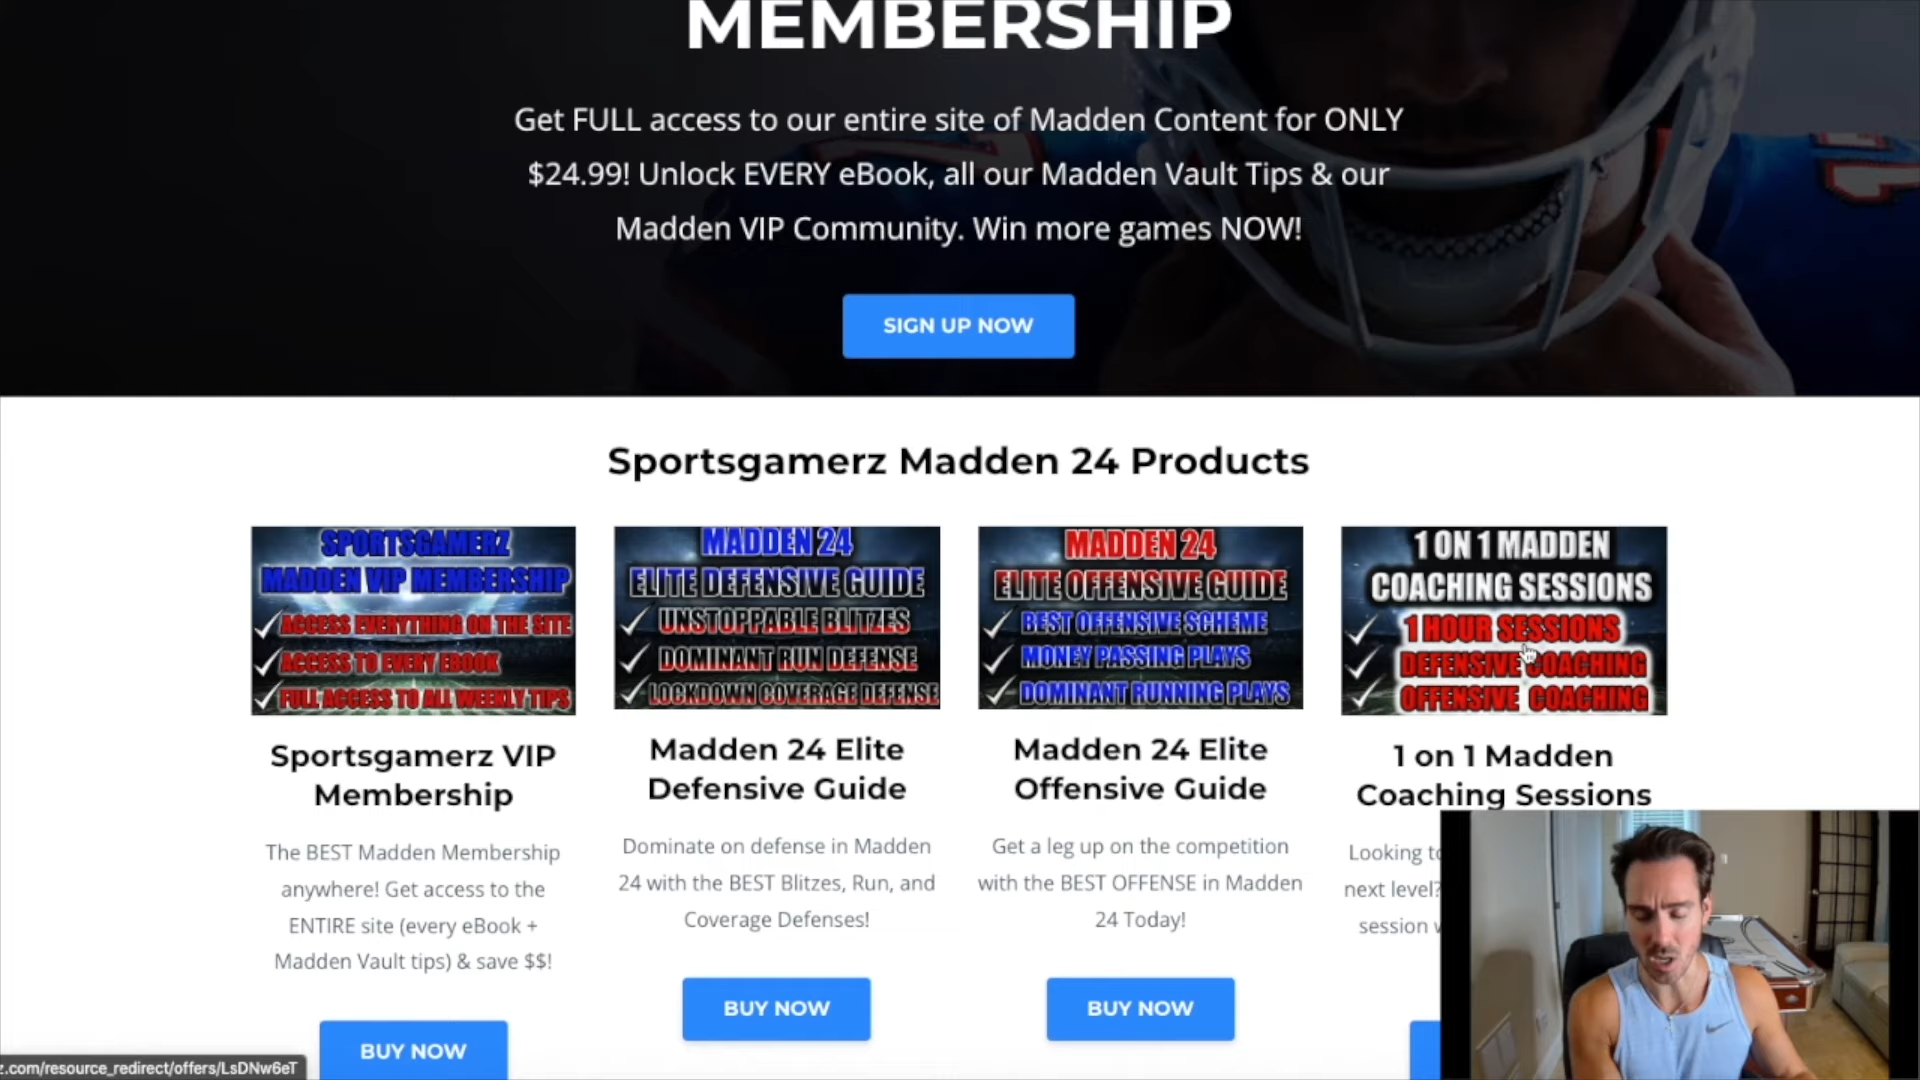 MEMBERSHIP
Get FULL access to our entire site of Madden Content for ONLY
$24.99! Unlock EVERY eBook, all our Madden Vault Tips & our
Madden VIP Community. Win more games NOW!
SIGN UP NOW
Sportsgamerz Madden 24 Products
SPORTSGAMERZ
MADDEN VIP MEMBERSHIP
ACCESS EVERYTHING ON THE SITE
ACCESS TO EVERY EBOOK
FULL ACCESS TO ALL WEEKLY TIPS
Sportsgamerz VIP
Membership
The BEST Madden Membership
anywhere! Get access to the
ENTIRE site (every eBook +
Madden Vault tips) & save $$!
BUY NOW
MADDEN 24
ELITE DEFENSIVE GUIDE
UNSTOPPABLE BLITZES
DOMINANT RUN DEFENSE
LOCKDOWN COVERAGE DEFENSE
Madden 24 Elite
Defensive Guide
Dominate on defense in Madden
24 with the BEST Blitzes, Run, and
Coverage Defenses!
BUY NOW
MADDEN 24
ELITE OFFENSIVE GUIDE
BEST OFFENSIVE SCHEME
MONEY PASSING PLAYS
DOMINANT RUNNING PLAYS
Madden 24 Elite
Offensive Guide
Get a leg up on the competition
with the BEST OFFENSE in Madden
24 Today!
BUY NOW
1 ON 1 MADDEN
COACHING SESSIONS
1 HOUR SESSIONS
DEFENSIVE COACHING
OFFENSIVE COACHING
1 on 1 Madden
Coaching Sessions
Looking
next level?
session
z.com/resource_redirect/offers/LsDNw6eT